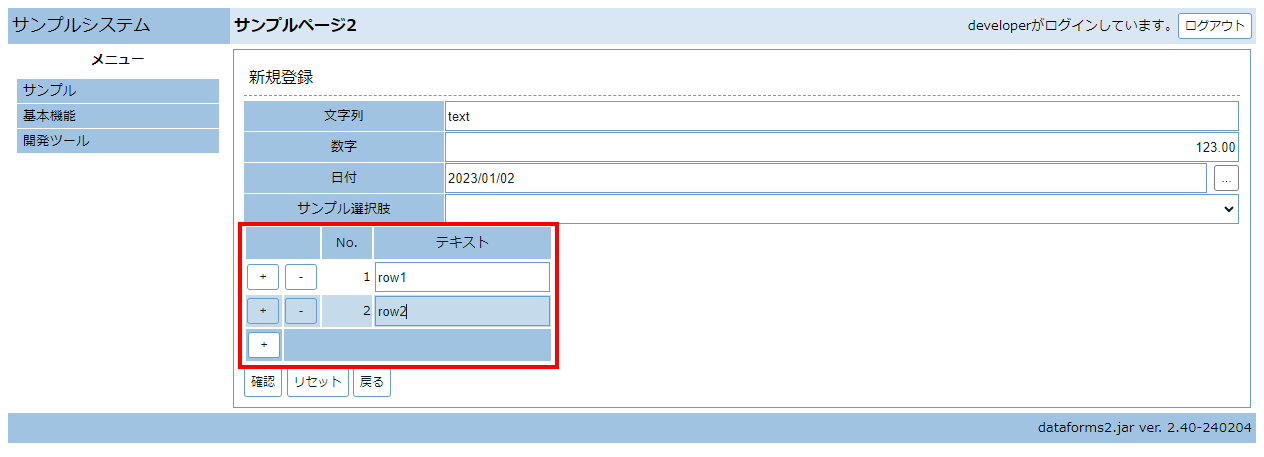 サンプルシステム サンプルページ2 developerがログインしています。 ログアウト
メニュー
サンプル
基本機能
開発ツール
新規登録
文字列 text
数字 123.00
日付 2023/01/02 ...
サンプル選択肢
No. テキスト
+ - 1 row1
+ - 2 row2
+
確認 リセット 戻る
dataforms2.jar ver. 2.40-240204